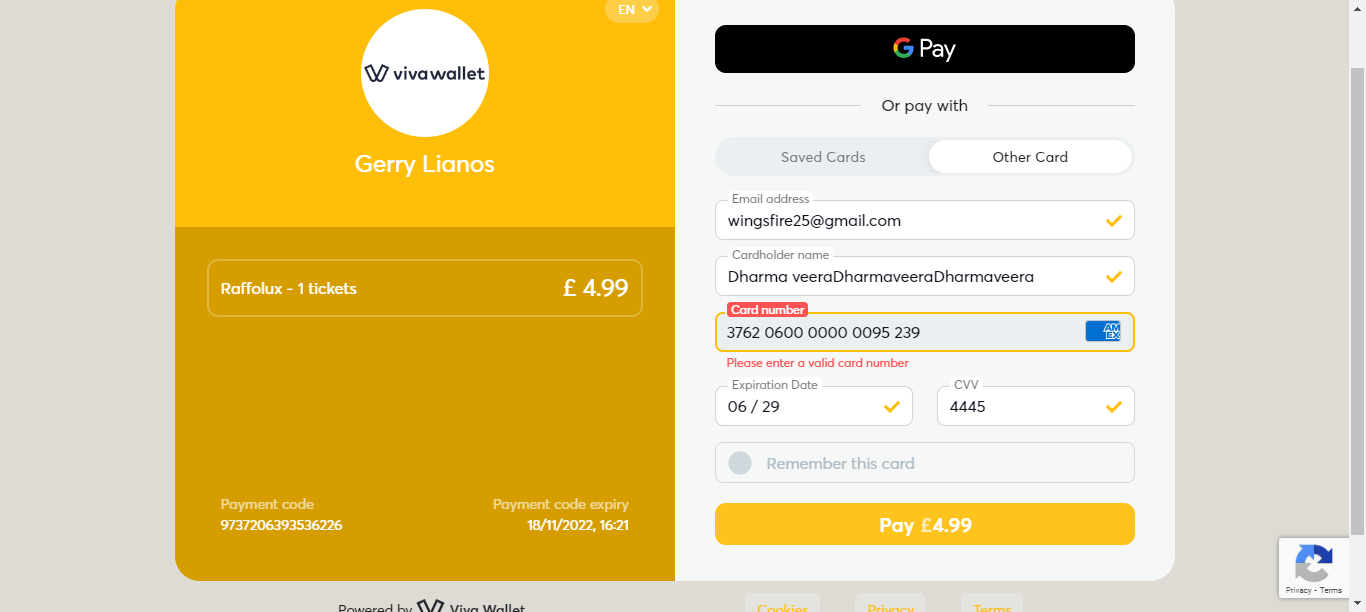 EN
vivawallet
Gerry Lianos
Raffolux - 1 tickets
£ 4.99
Payment code
9737206393536226
Payment code expiry
18/11/2022, 16:21
G Pay
Or pay with
Saved Cards
Other Card
Email address
wingsfire25@gmail.com
Cardholder name
Dharma veeraDharmaveeraDharmaveera
Card number
3762 0600 0000 0095 239
AM
EX
Please enter a valid card number
Expiration Date
06 / 29
CVV
4445
Remember this card
Pay £4.99
Privacy - Terms
Powered by Viva Wallet
Cookies
Privacy
Terms